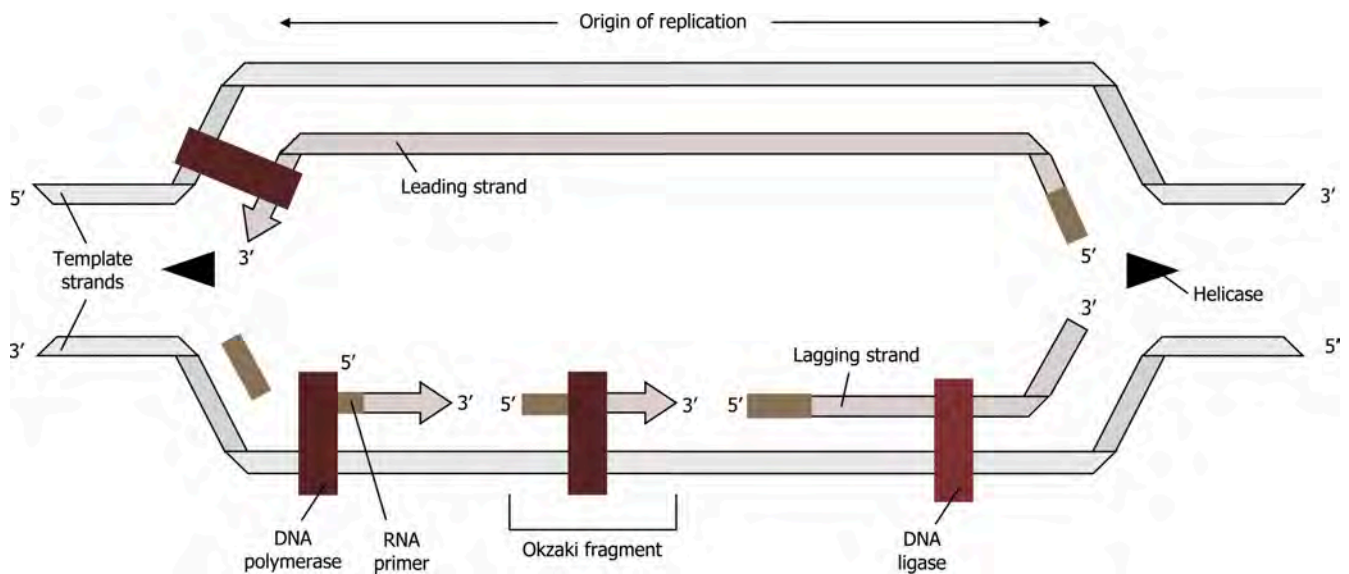 Origin of replication
Leading strand
5′
3′
Template
strands
3′
5′
Helicase
3′
3′
5′
Lagging strand
5′
3′
5′
3′
5′
DNA
polymerase
RNA
primer
Okzaki fragment
DNA
ligase